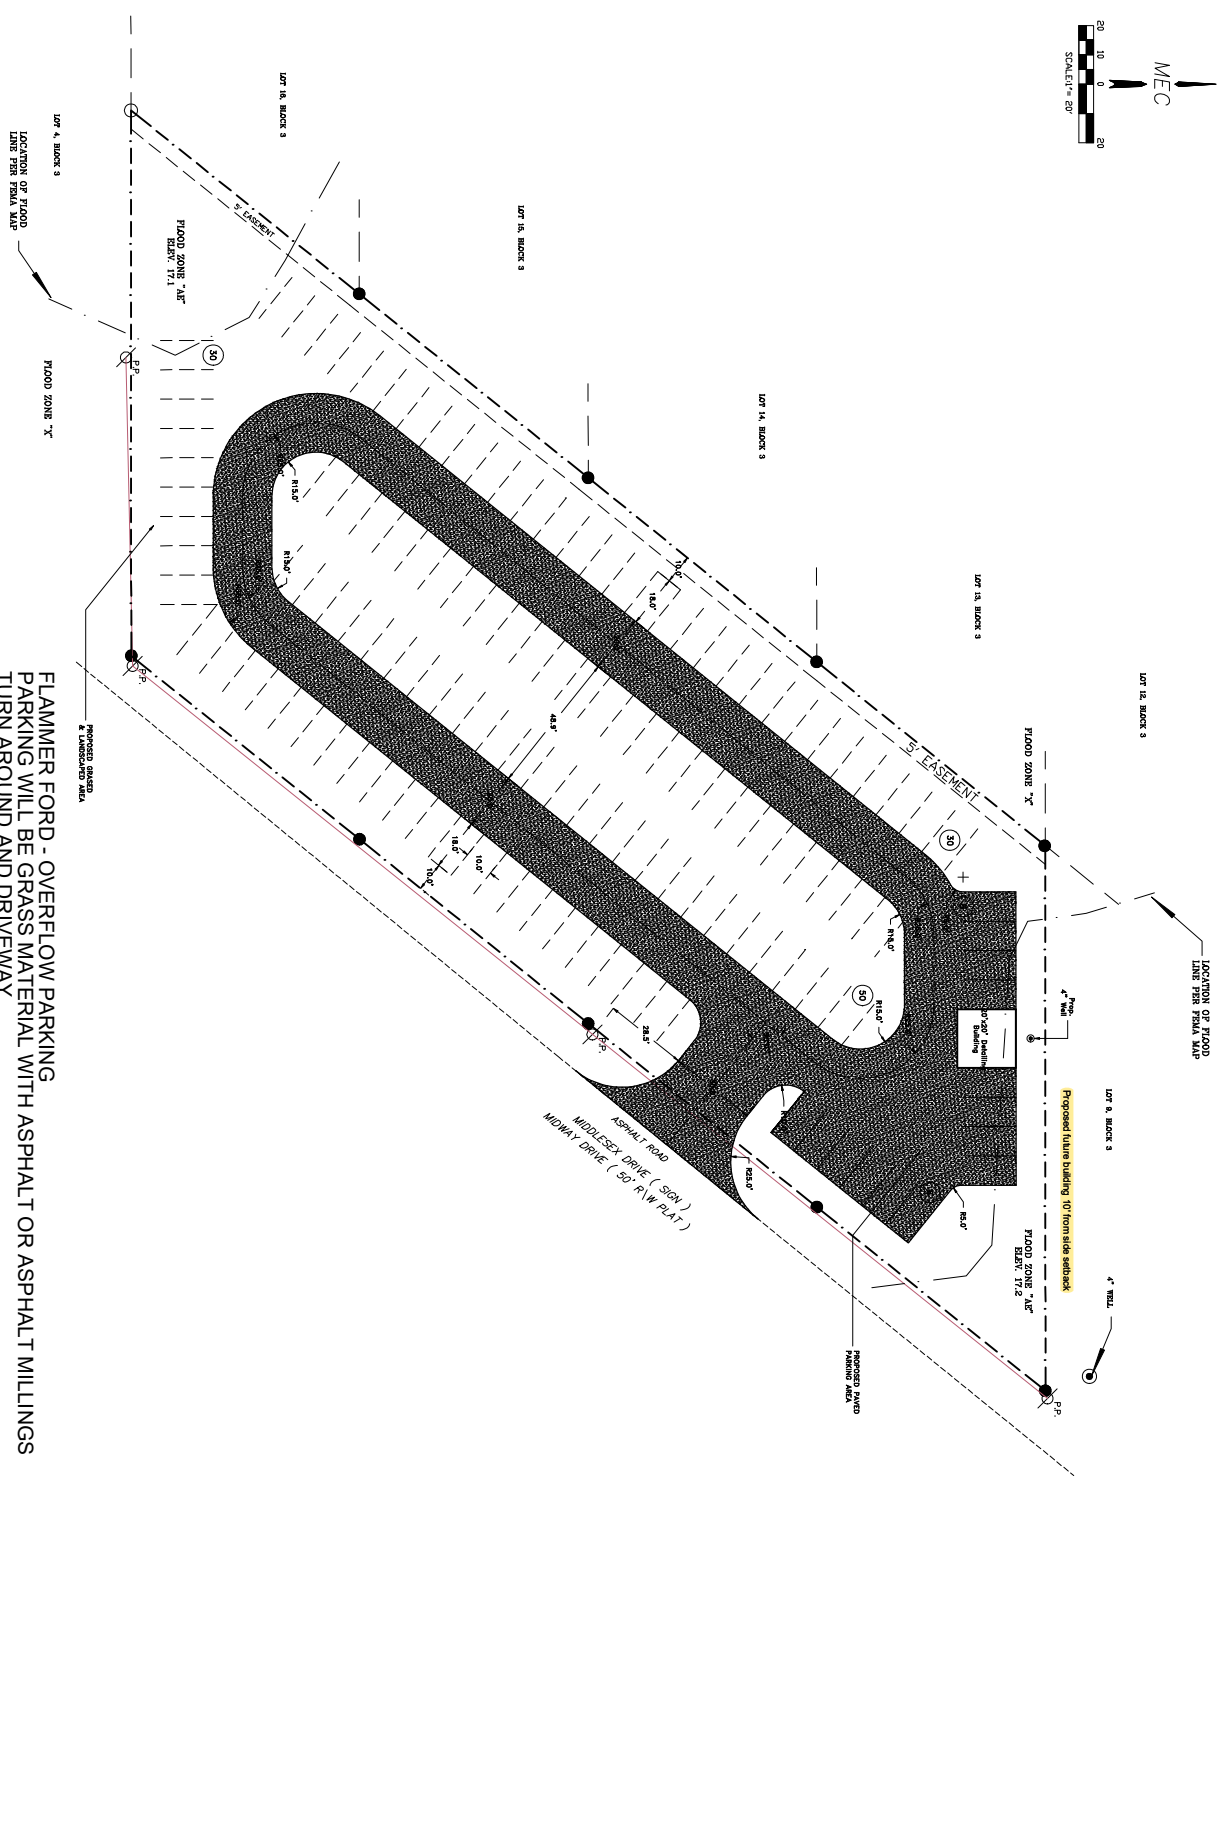 MEC
20 10 0 20
SCALE:1"= 20'
LOT 4, BLOCK 3
LOCATION OF FLOOD
LINE PER FEMA MAP
LOT 16, BLOCK 3
5' EASEMENT
FLOOD ZONE "AE"
ELEV. 17.1
LOT 15, BLOCK 3
FLOOD ZONE "X"
P.P.
30
LOT 14, BLOCK 3
R15.0'
R15.0'
10.0'
18.0'
48.9'
LOT 13, BLOCK 3
LOT 12, BLOCK 3
P.P.
PROPOSED GRASED
& LANDSCAPED AREA
5' EASEMENT
FLOOD ZONE "X"
30
18.0'
10.0'
10.0'
R15.0'
50
R15.0'
LOCATION OF FLOOD
LINE PER FEMA MAP
Prop.
4" Well
20'x20' Detailing
Building
28.5'
P.P.
LOT 9, BLOCK 3
Proposed future building 10' from side setback
R25.0'
R5.0'
ASPHALT ROAD
MIDDLESEX DRIVE ( SIGN )
MIDWAY DRIVE ( 50' R\W PLAT )
FLOOD ZONE "AE"
ELEV. 17.2
4" WELL
PROPOSED PAVED
PARKING AREA
P.P.
FLAMMER FORD - OVERFLOW PARKING
PARKING WILL BE GRASS MATERIAL WITH ASPHALT OR ASPHALT MILLINGS
TURN AROUND AND DRIVEWAY